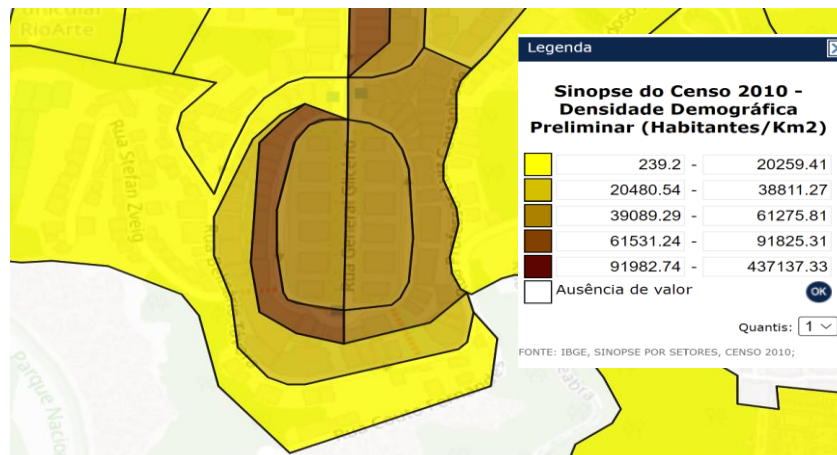 RioArte
Rua Stefan Zveig
Rua General Glicério
Parque Nacio
Legenda
Sinopse do Censo 2010 -
Densidade Demográfica
Preliminar (Habitantes/Km2)
239.2 - 20259.41
20480.54 - 38811.27
39089.29 - 61275.81
61531.24 - 91825.31
91982.74 - 437137.33
Ausência de valor OK
Quantis: 1
FONTE: IBGE, SINOPSE POR SETORES, CENSO 2010;